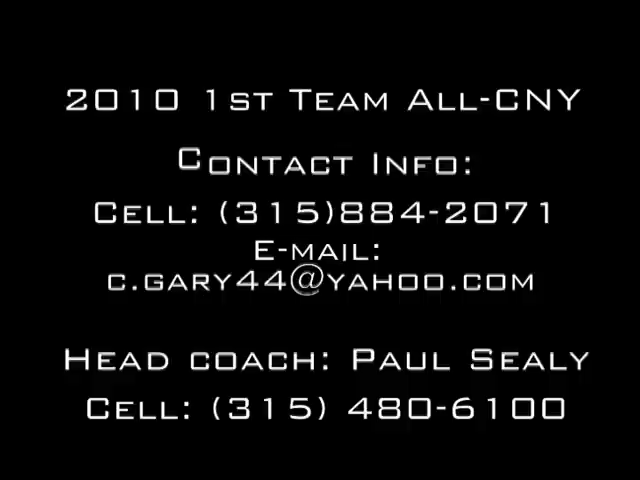 2010 1st Team All-CNY
Contact Info:
Cell: (315)884-2071
E-mail:
c.gary44@yahoo.com
Head coach: Paul Sealy
Cell: (315) 480-6100